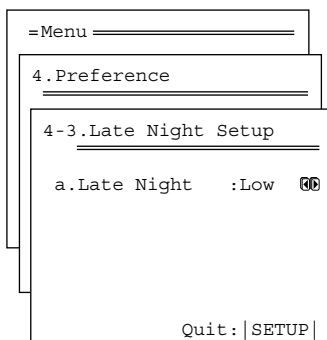 Menu
4.Preference
4-3.Late Night Setup
a.Late Night :Low
Quit:|SETUP|